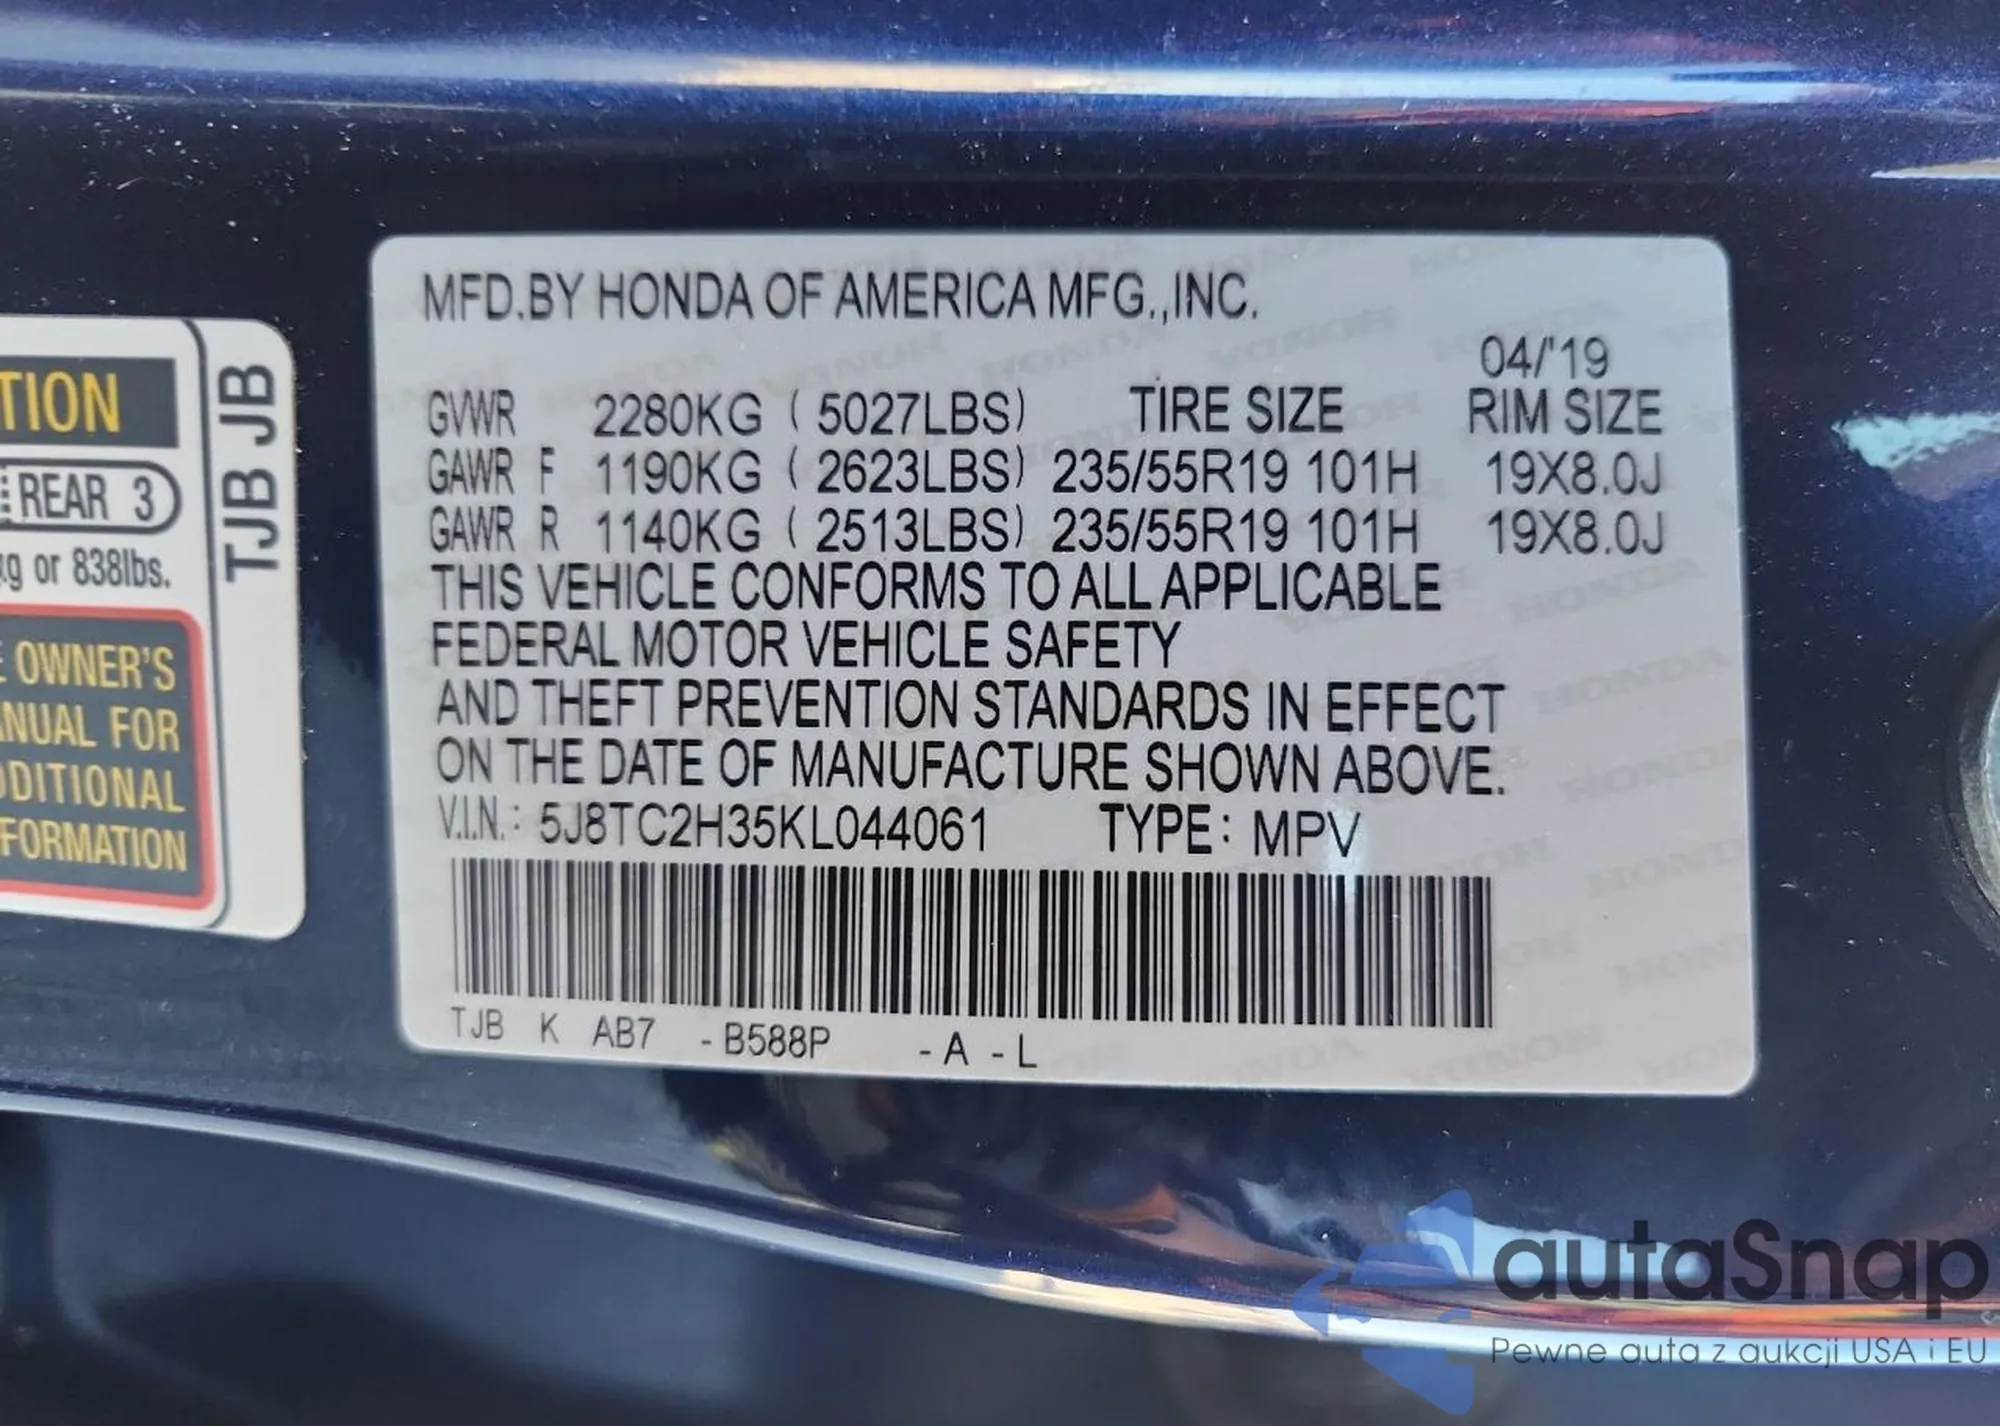 MFD.BY HONDA OF AMERICA MFG.,INC.
04/'19
GVWR 2280KG ( 5027LBS) TIRE SIZE RIM SIZE
GAWR F 1190KG ( 2623LBS) 235/55R19 101H 19X8.0J
GAWR R 1140KG ( 2513LBS) 235/55R19 101H 19X8.0J
THIS VEHICLE CONFORMS TO ALL APPLICABLE
FEDERAL MOTOR VEHICLE SAFETY
AND THEFT PREVENTION STANDARDS IN EFFECT
ON THE DATE OF MANUFACTURE SHOWN ABOVE.
V.I.N.: 5J8TC2H35KL044061 TYPE: MPV
TJB K AB7 -B588P -A -L
TION
REAR 3
kg or 838lbs.
E OWNER'S
ANUAL FOR
DDITIONAL
FORMATION
TJB JB
autaSnap
Pewne auta z aukcji USA i EU